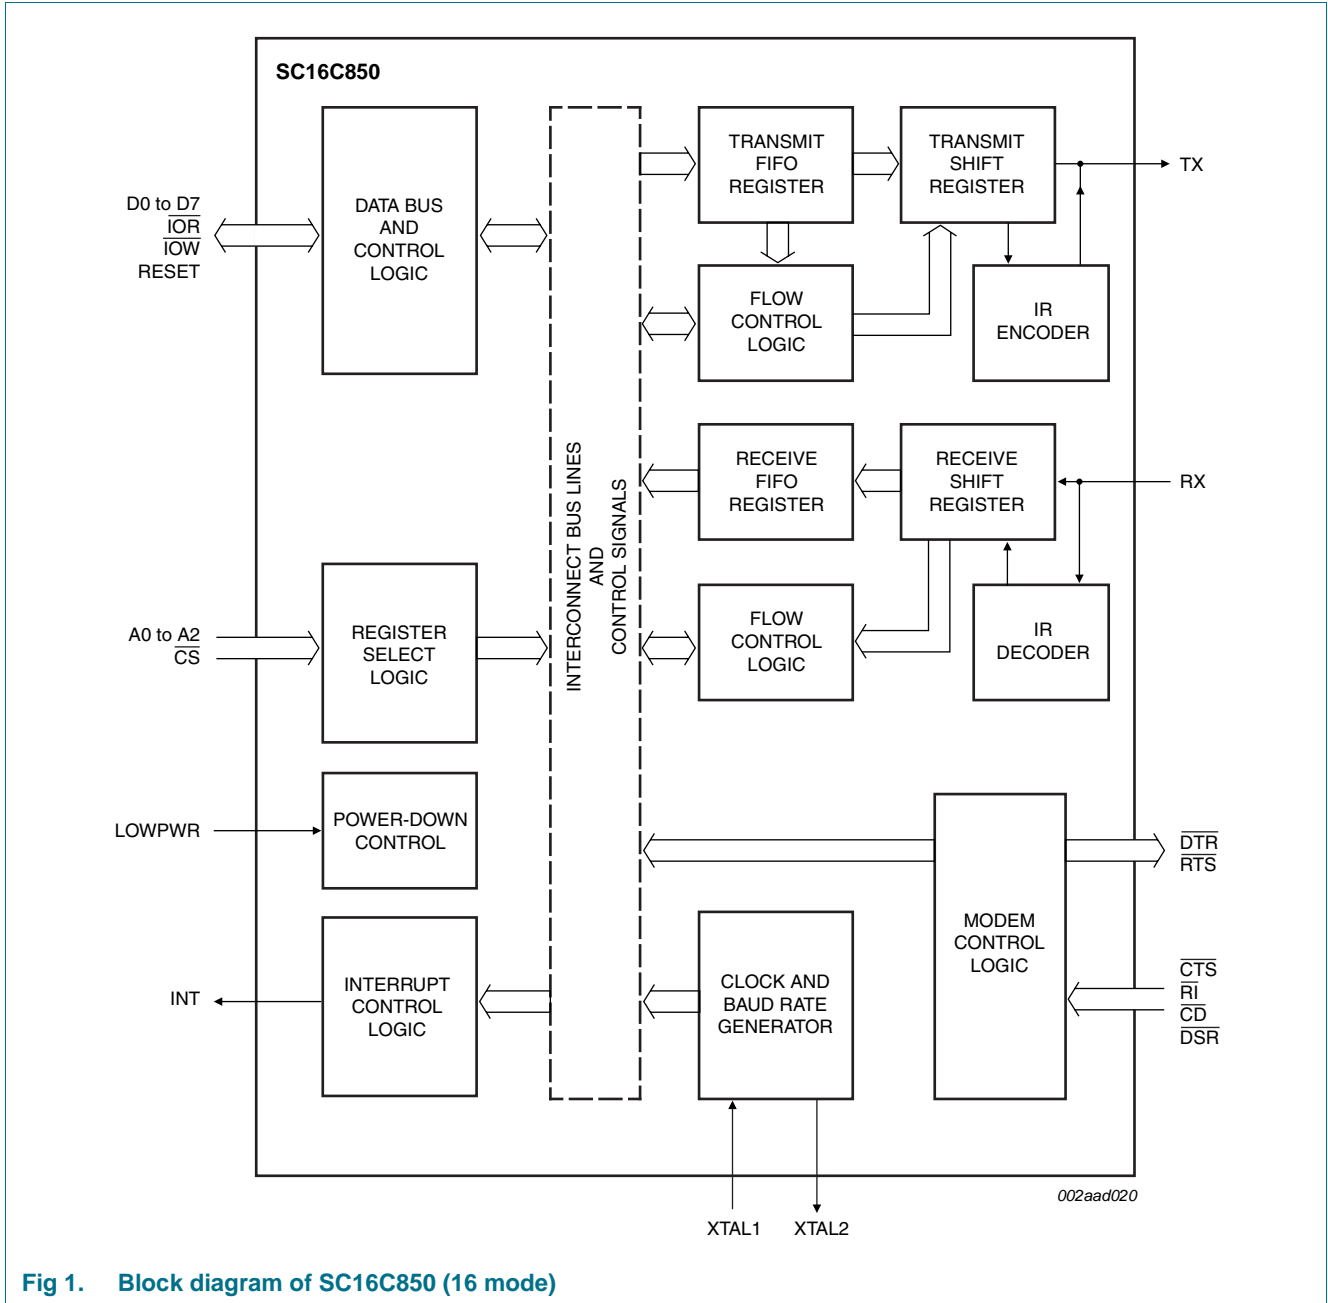 SC16C850
D0 to D7
IOR
IOW
RESET
DATA BUS
AND
CONTROL
LOGIC
TRANSMIT
FIFO
REGISTER
TRANSMIT
SHIFT
REGISTER
TX
FLOW
CONTROL
LOGIC
IR
ENCODER
INTERCONNECT BUS LINES
AND
CONTROL SIGNALS
RECEIVE
FIFO
REGISTER
RECEIVE
SHIFT
REGISTER
RX
A0 to A2
CS
REGISTER
SELECT
LOGIC
FLOW
CONTROL
LOGIC
IR
DECODER
LOWPWR
POWER-DOWN
CONTROL
DTR
RTS
MODEM
CONTROL
LOGIC
INT
INTERRUPT
CONTROL
LOGIC
CLOCK AND
BAUD RATE
GENERATOR
CTS
RI
CD
DSR
XTAL1
XTAL2
002aad020
Fig 1. Block diagram of SC16C850 (16 mode)